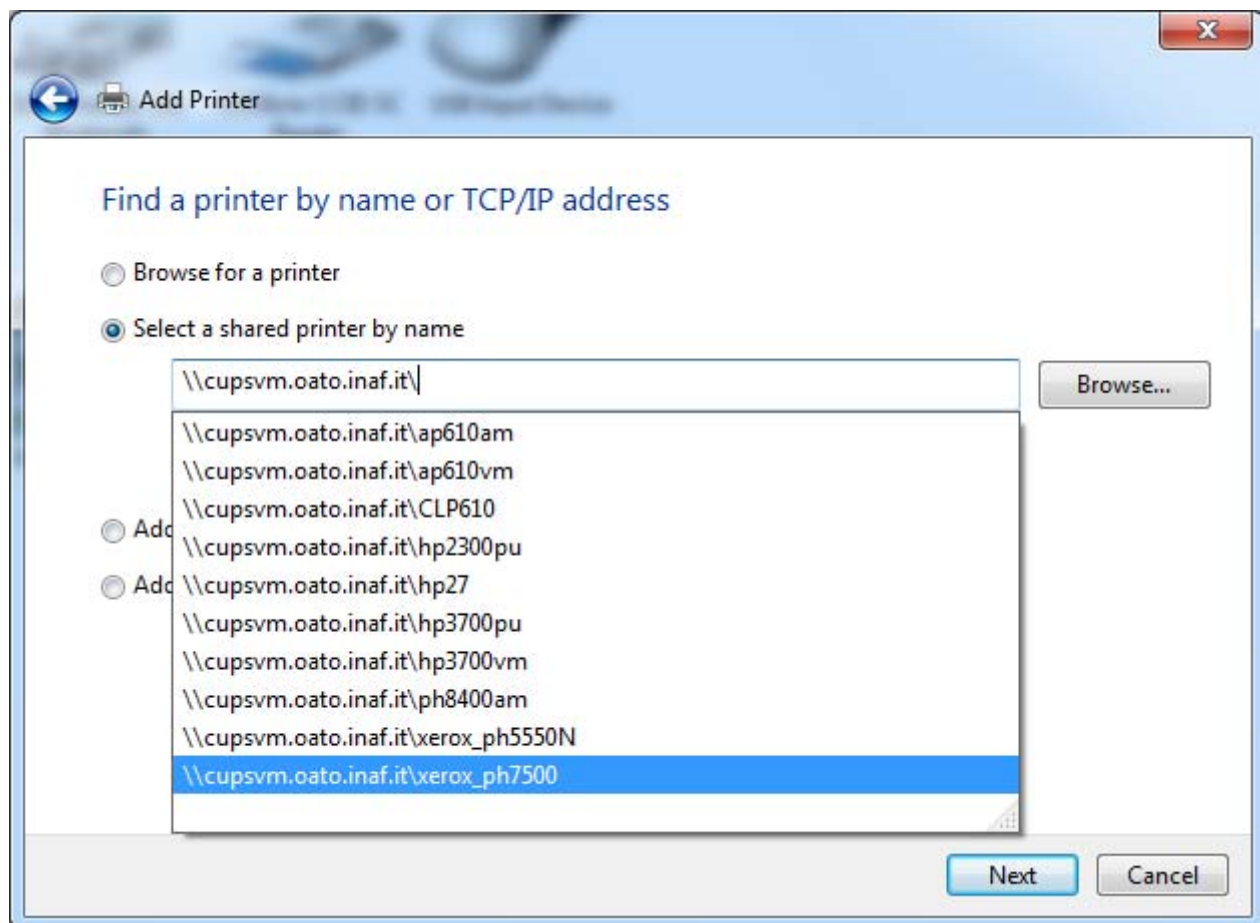 Add Printer
Find a printer by name or TCP/IP address
Browse for a printer
Select a shared printer by name
\\cupsvm.oato.inaf.it\
Browse...
\\cupsvm.oato.inaf.it\ap610am
\\cupsvm.oato.inaf.it\ap610vm
\\cupsvm.oato.inaf.it\CLP610
Add
\\cupsvm.oato.inaf.it\hp2300pu
Add
\\cupsvm.oato.inaf.it\hp27
\\cupsvm.oato.inaf.it\hp3700pu
\\cupsvm.oato.inaf.it\hp3700vm
\\cupsvm.oato.inaf.it\ph8400am
\\cupsvm.oato.inaf.it\xerox_ph5550N
\\cupsvm.oato.inaf.it\xerox_ph7500
Next
Cancel